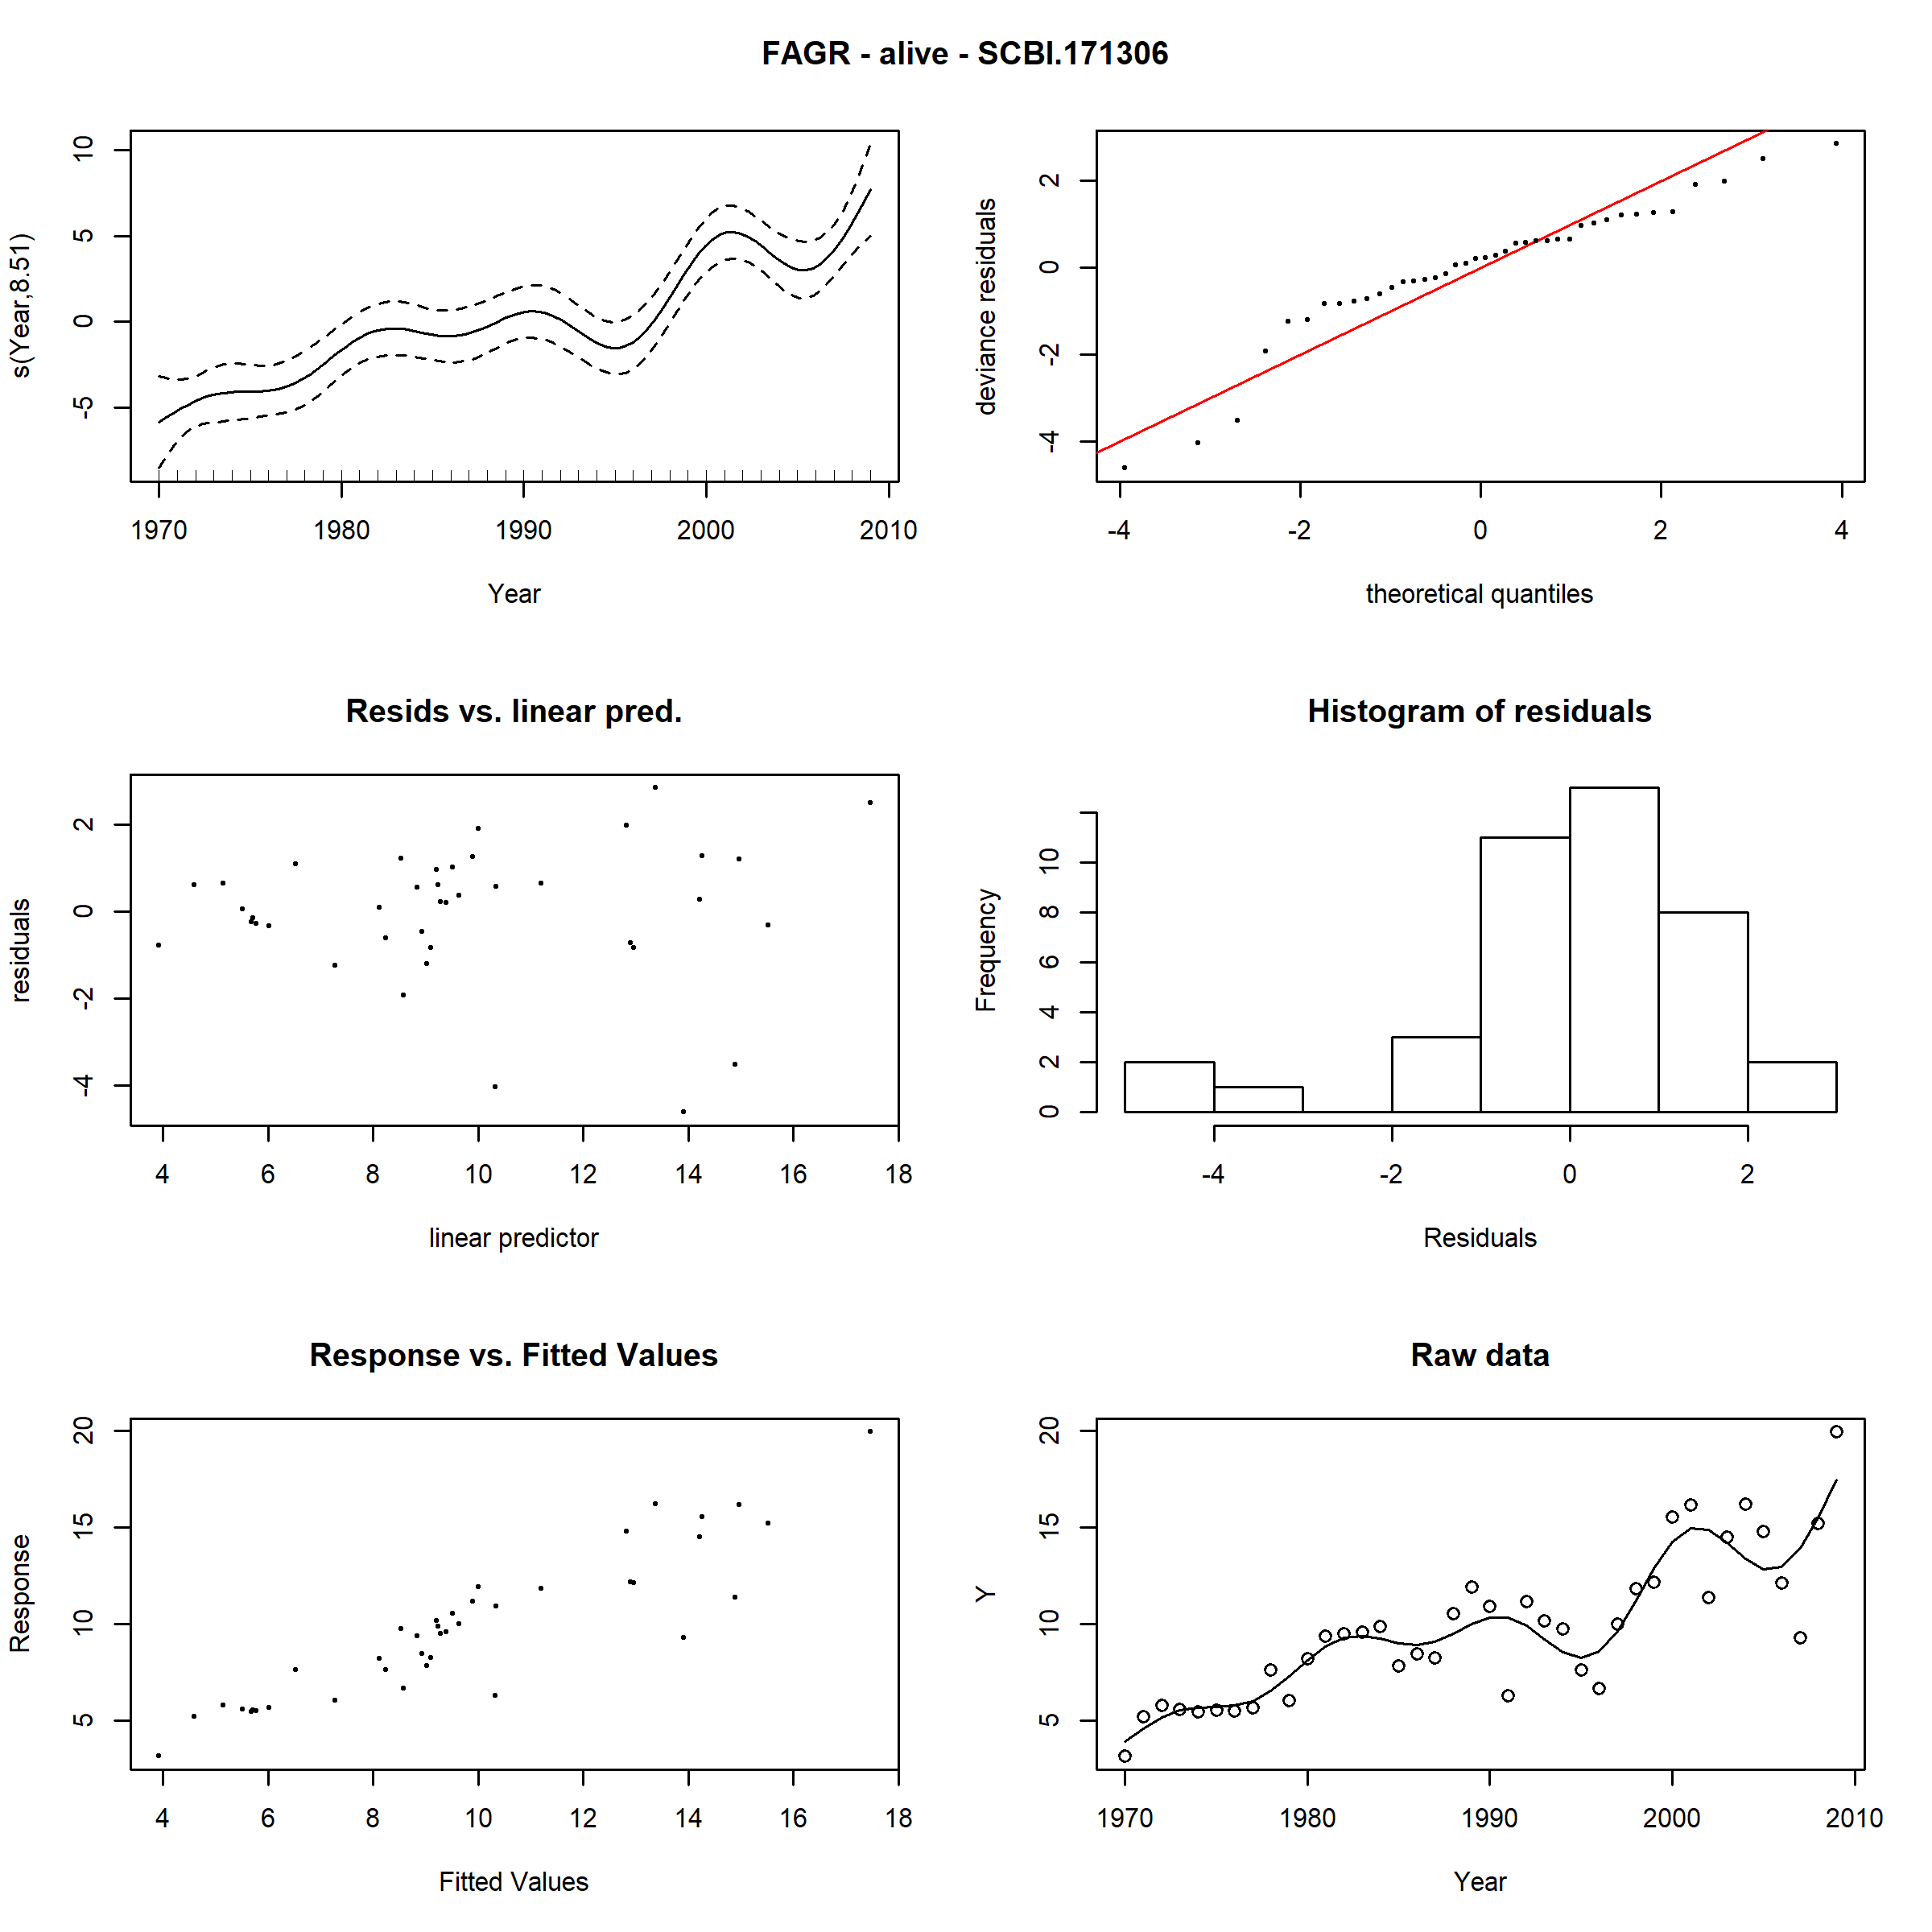 FAGR - alive - SCBI.171306
s(Year,8.51)
10
5
0
-5
1970 1980 1990 2000 2010
Year
deviance residuals
2
0
-2
-4
-4 -2 0 2 4
theoretical quantiles
Resids vs. linear pred.
residuals
2
0
-2
-4
4 6 8 10 12 14 16 18
linear predictor
Histogram of residuals
Frequency
10
8
6
4
2
0
-4 -2 0 2
Residuals
Response vs. Fitted Values
Response
20
15
10
5
4 6 8 10 12 14 16 18
Fitted Values
Raw data
Y
20
15
10
5
1970 1980 1990 2000 2010
Year